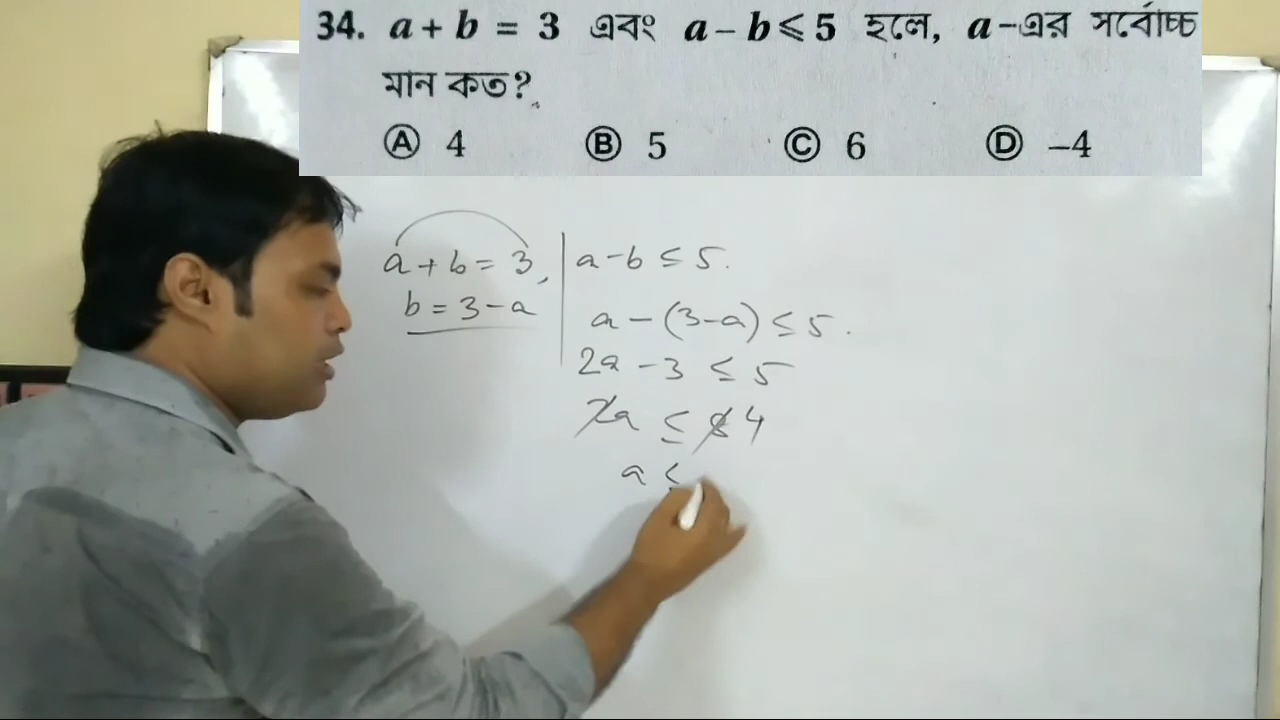 34. a + b = 3 এবং a – b ⩽ 5 হলে, a –এর সর্বোচ্চ
মান কত?
Ⓐ 4 Ⓑ 5 Ⓒ 6 Ⓓ –4
a + b = 3,
b = 3 – a
a – b ≤ 5.
a – (3–a) ≤ 5.
2a – 3 ≤ 5
2a ≤ 8 4
a ≤